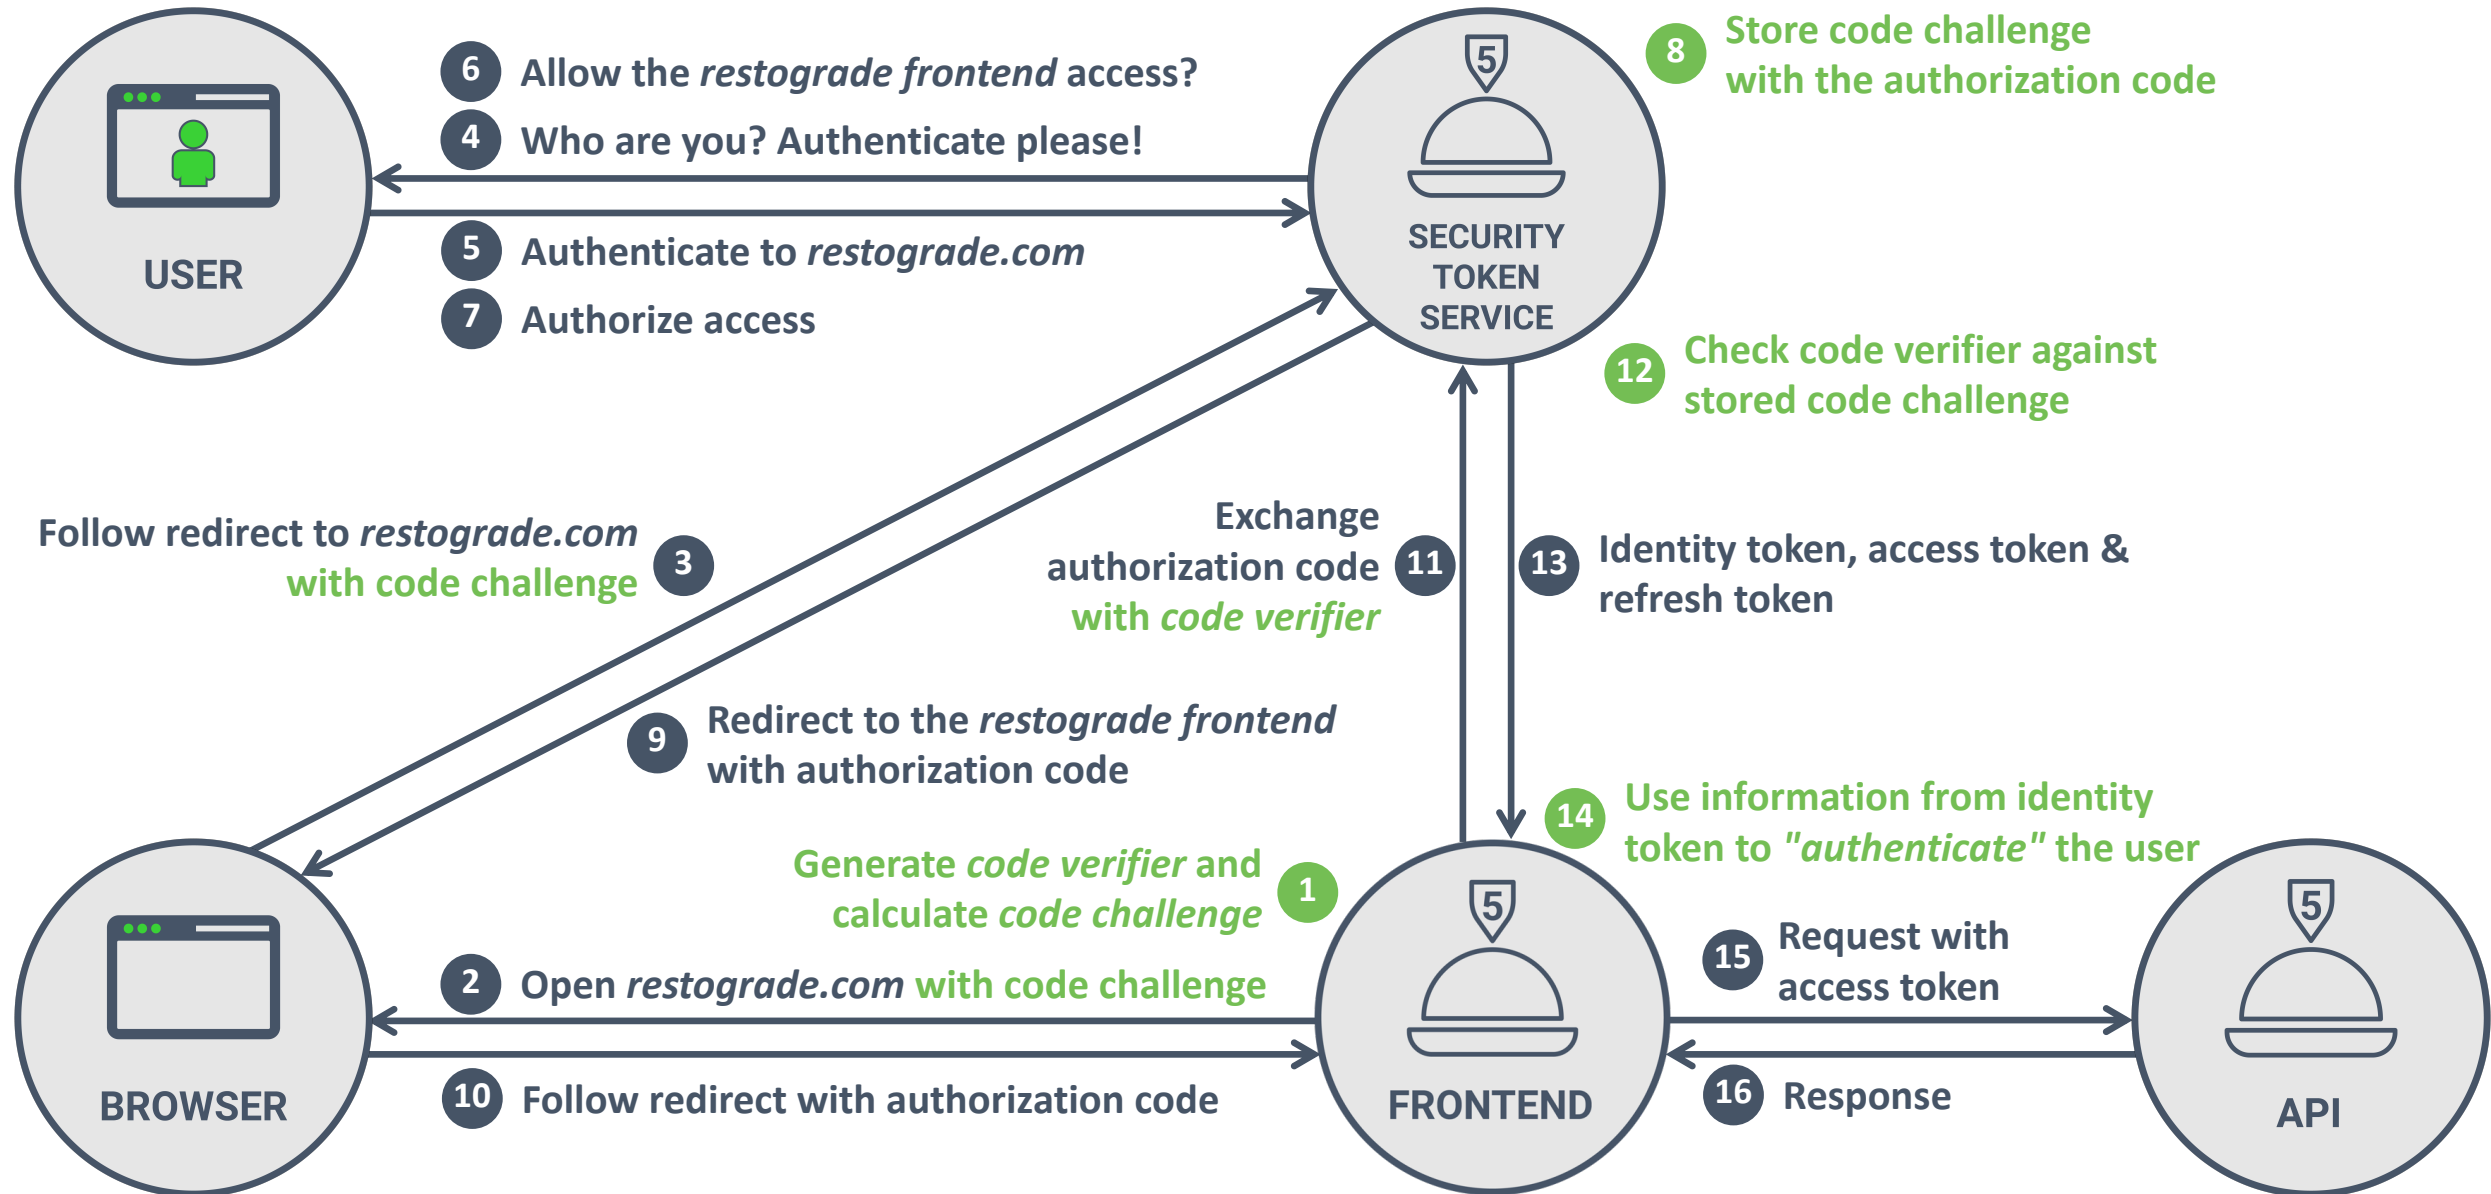 6 Allow the restograde frontend access?
4 Who are you? Authenticate please!
5 Authenticate to restograde.com
7 Authorize access
USER
5
SECURITY
TOKEN
SERVICE
8 Store code challenge
with the authorization code
12 Check code verifier against
stored code challenge
Follow redirect to restograde.com
with code challenge
3
Exchange
authorization code
with code verifier
11
13 Identity token, access token &
refresh token
9 Redirect to the restograde frontend
with authorization code
14 Use information from identity
token to "authenticate" the user
Generate code verifier and
calculate code challenge
1
2 Open restograde.com with code challenge
10 Follow redirect with authorization code
BROWSER
5
FRONTEND
15 Request with
access token
16 Response
5
API